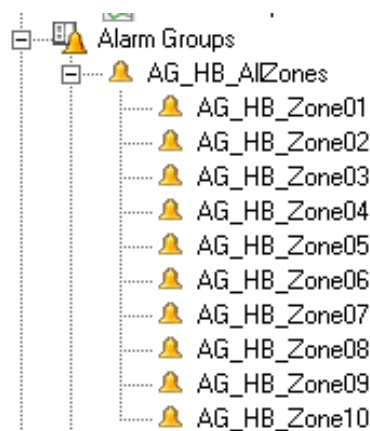 Alarm Groups
AG_HB_AllZones
AG_HB_Zone01
AG_HB_Zone02
AG_HB_Zone03
AG_HB_Zone04
AG_HB_Zone05
AG_HB_Zone06
AG_HB_Zone07
AG_HB_Zone08
AG_HB_Zone09
AG_HB_Zone10